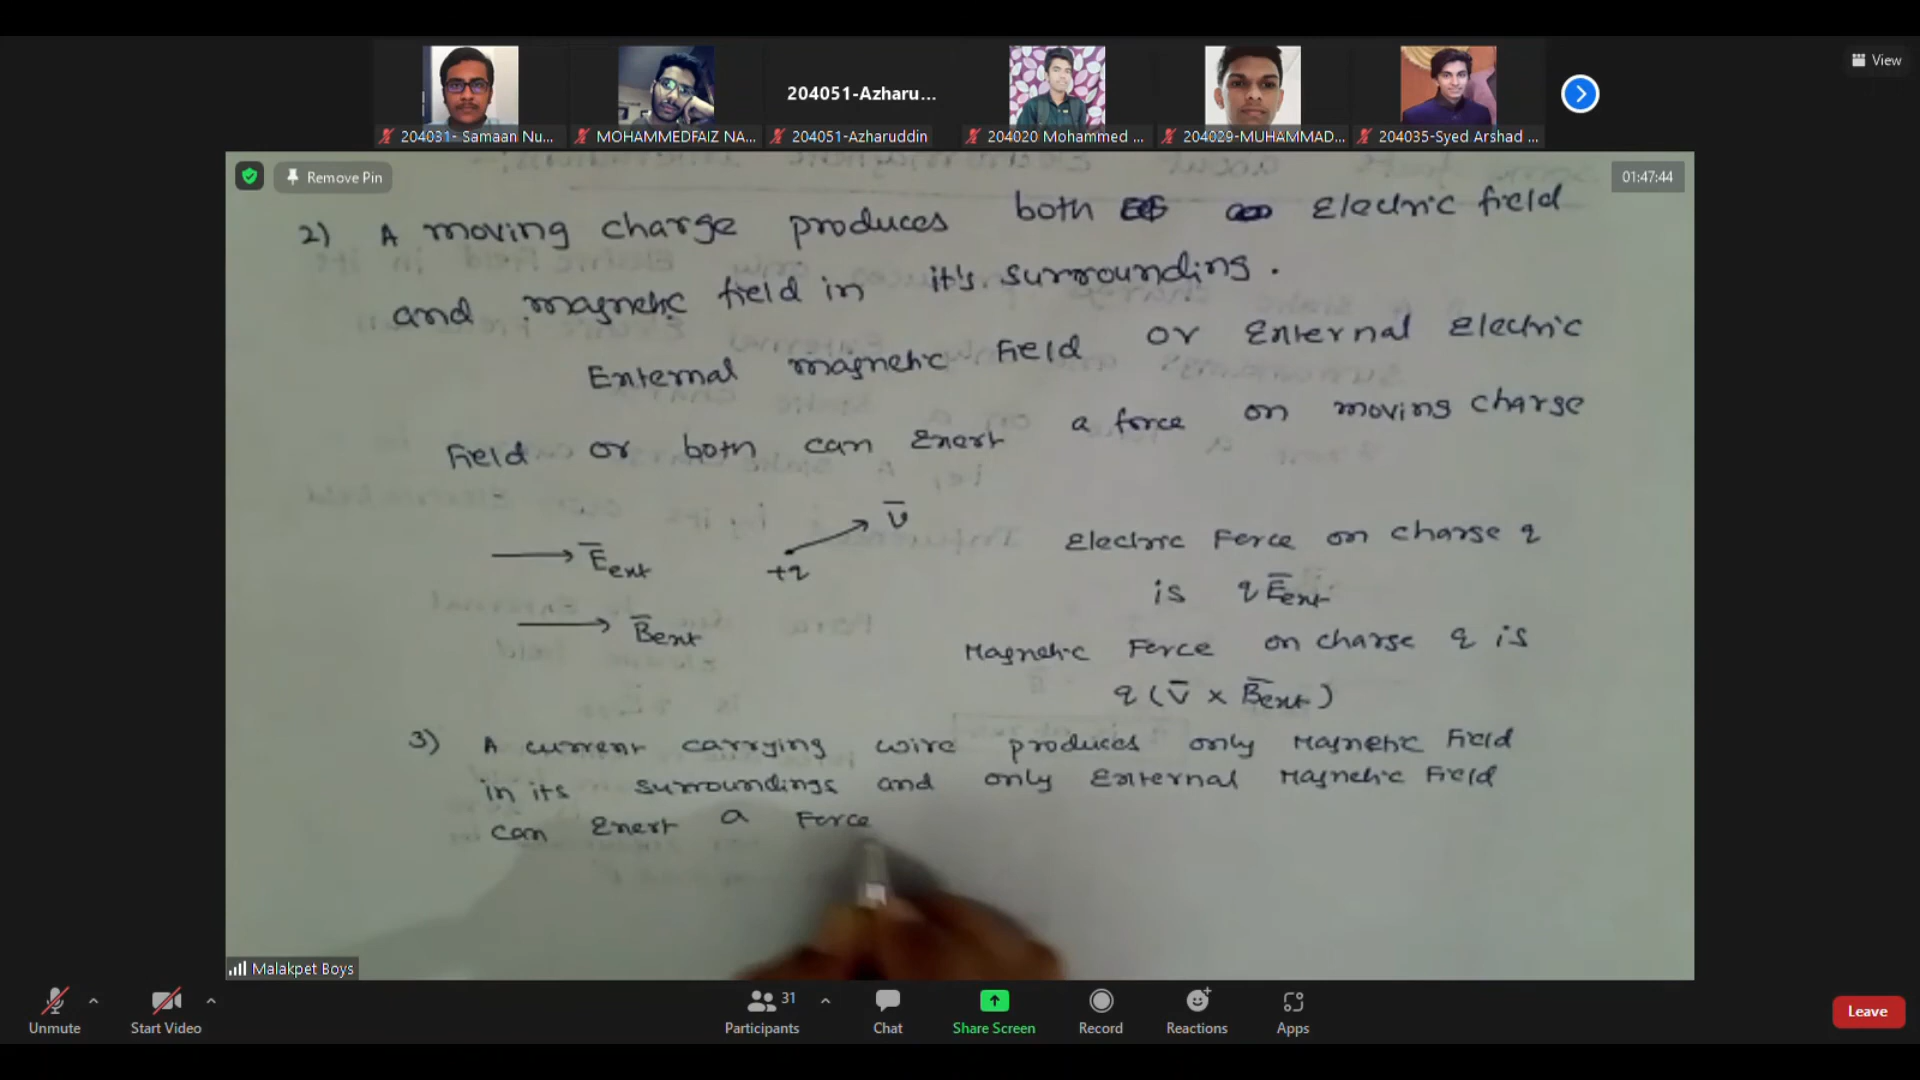 View
204031- Samaan Nu...
MOHAMMEDFAIZ NA...
204051-Azharu...
204051-Azharuddin
204020 Mohammed ...
204029-MUHAMMAD...
204035-Syed Arshad ...
Remove Pin
01:47:44
2) A moving charge produces both Electric field
and magnetic field in it's surrounding.
External magnetic Field or External Electric
Field or both can Exert a force on moving charge
E̅ext
+q
V̅
B̅ext
Electric Force on charge q
is q E̅ext
Magnetic Force on charge q is
q (V̅ × B̅ext)
3) A current carrying wire produces only Magnetic Field
in its surroundings and only External Magnetic Field
can Exert a Force
Malakpet Boys
Unmute
Start Video
31
Participants
Chat
Share Screen
Record
Reactions
Apps
Leave